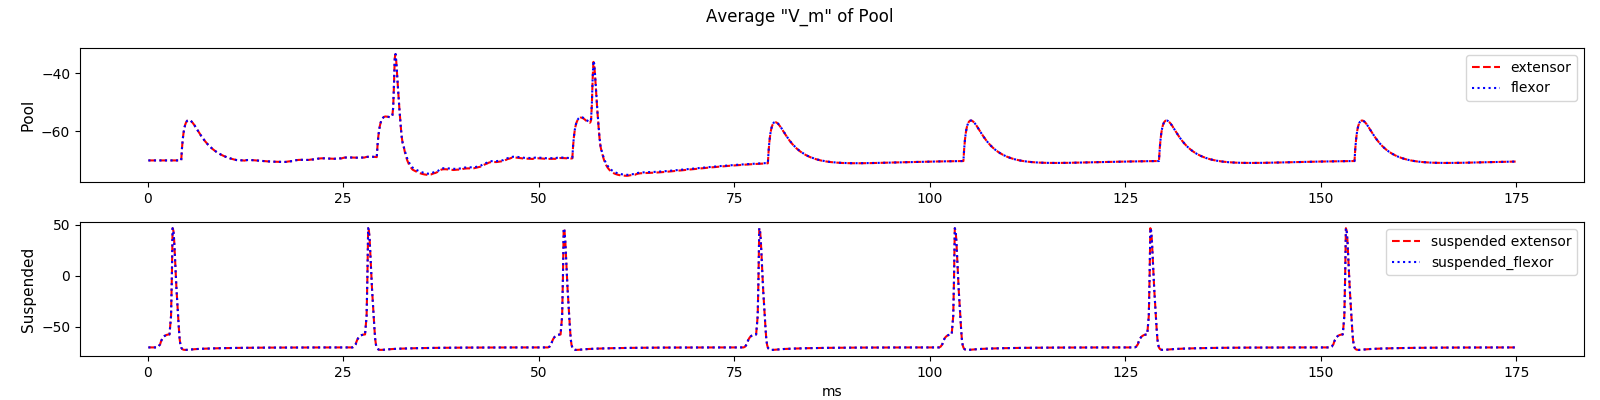 Average "V_m" of Pool
Pool
−40
−60
extensor
flexor
0 25 50 75 100 125 150 175
Suspended
50
0
−50
suspended extensor
suspended_flexor
0 25 50 75 100 125 150 175
ms